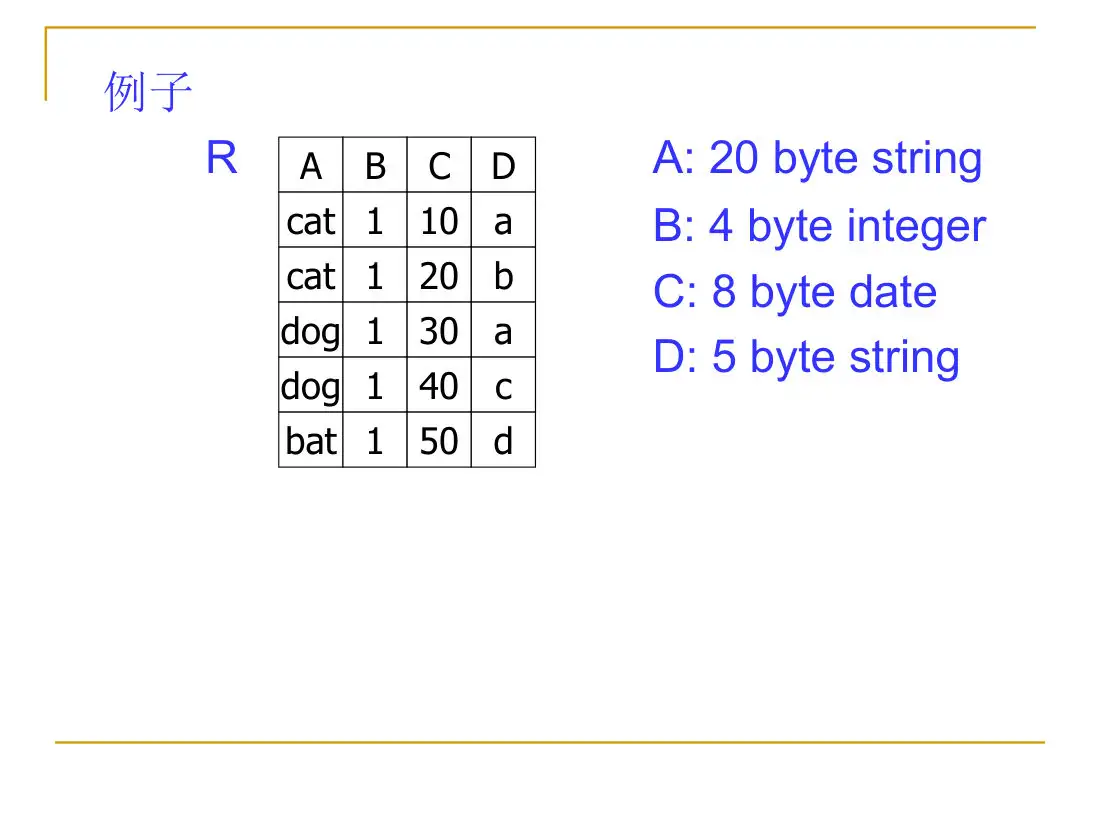 例子
R
A B C D
cat 1 10 a
cat 1 20 b
dog 1 30 a
dog 1 40 c
bat 1 50 d
A: 20 byte string
B: 4 byte integer
C: 8 byte date
D: 5 byte string